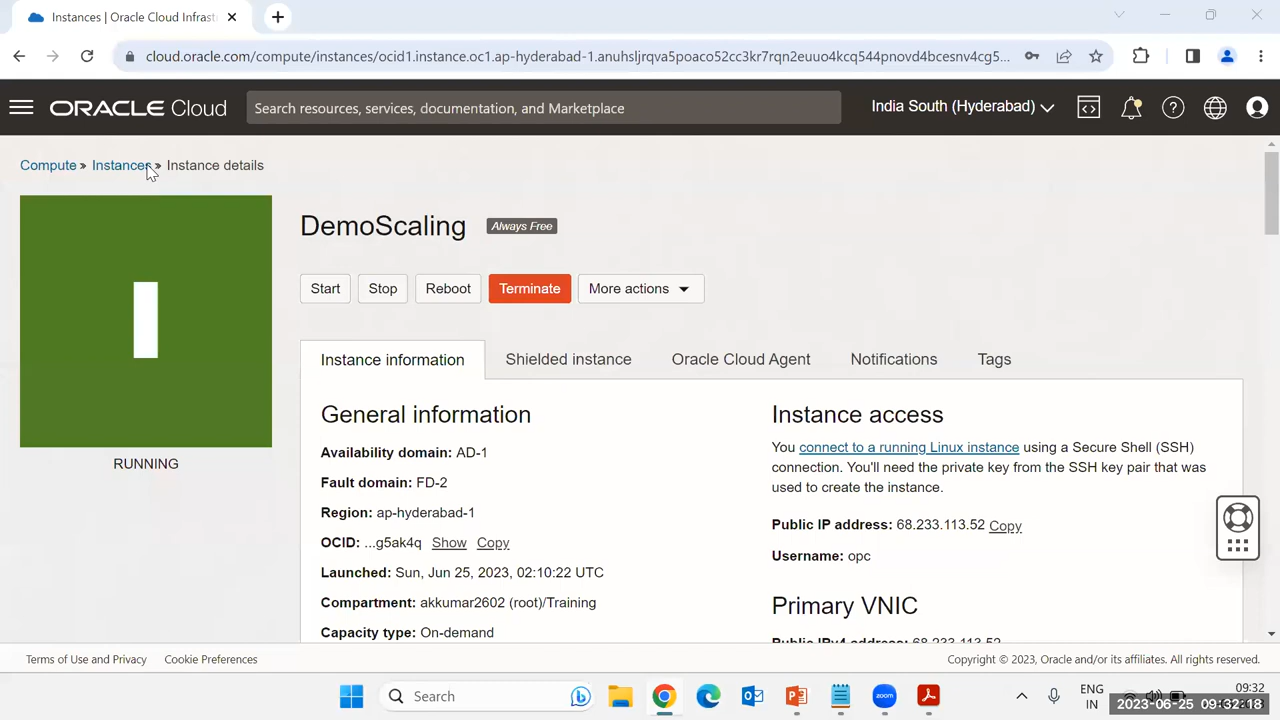 Instances | Oracle Cloud Infrast
cloud.oracle.com/compute/instances/ocid1.instance.oc1.ap-hyderabad-1.anuhsljrqva5poaco52cc3kr7rqn2euuo4kcq544pnovd4bcesnv4cg5...
ORACLE Cloud
Search resources, services, documentation, and Marketplace
India South (Hyderabad)
Compute » Instances » Instance details
DemoScaling Always Free
Start Stop Reboot Terminate More actions
RUNNING
Instance information Shielded instance Oracle Cloud Agent Notifications Tags
General information
Availability domain: AD-1
Fault domain: FD-2
Region: ap-hyderabad-1
OCID: ...g5ak4q Show Copy
Launched: Sun, Jun 25, 2023, 02:10:22 UTC
Compartment: akkumar2602 (root)/Training
Capacity type: On-demand
Instance access
You connect to a running Linux instance using a Secure Shell (SSH)
connection. You'll need the private key from the SSH key pair that was
used to create the instance.
Public IP address: 68.233.113.52 Copy
Username: opc
Primary VNIC
Public IPv4 address: 68.233.113.52
Terms of Use and Privacy Cookie Preferences
Copyright © 2023, Oracle and/or its affiliates. All rights reserved.
Search
zoom
ENG
IN
09:32
2023-06-25 09:32:18